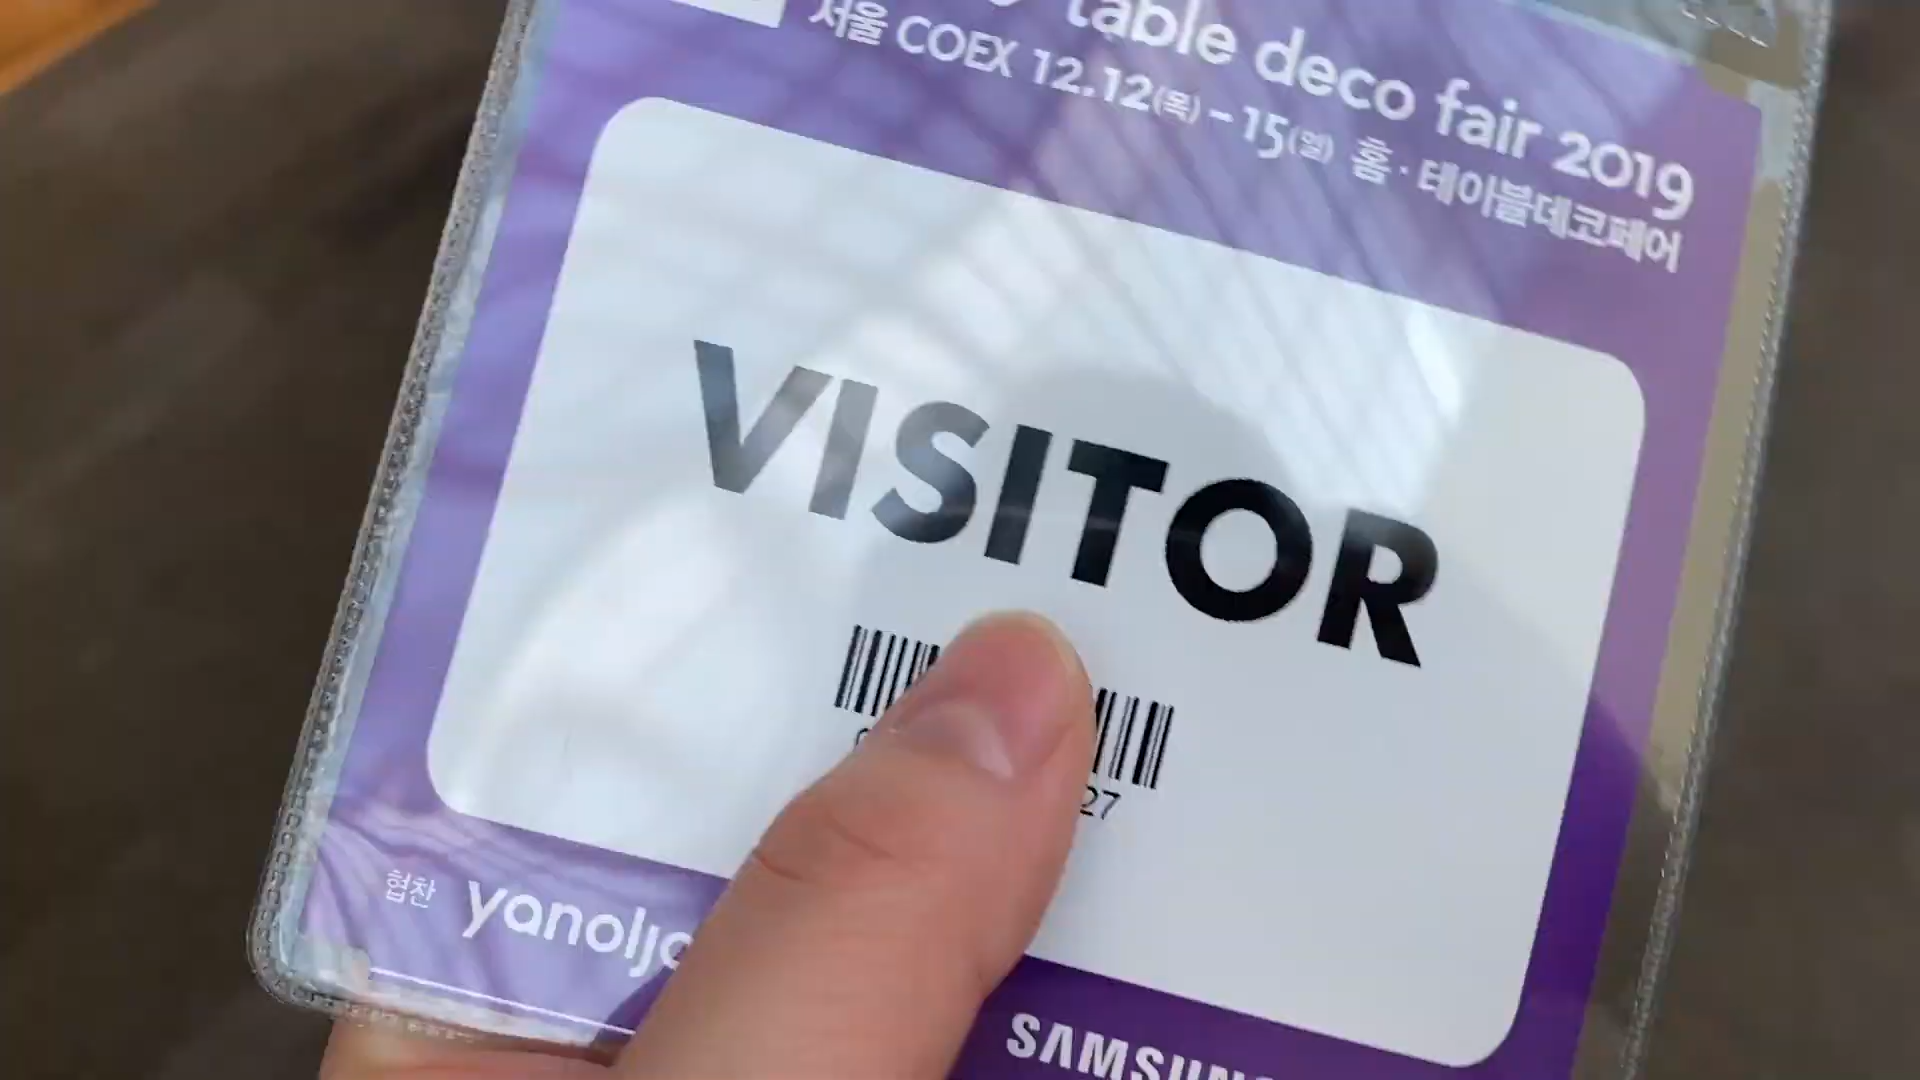 table deco fair 2019
서울 COEX 12.12(목) - 15(일) 홈·테이블데코페어
VISITOR
27
협찬 yanolja
SAMSUNG